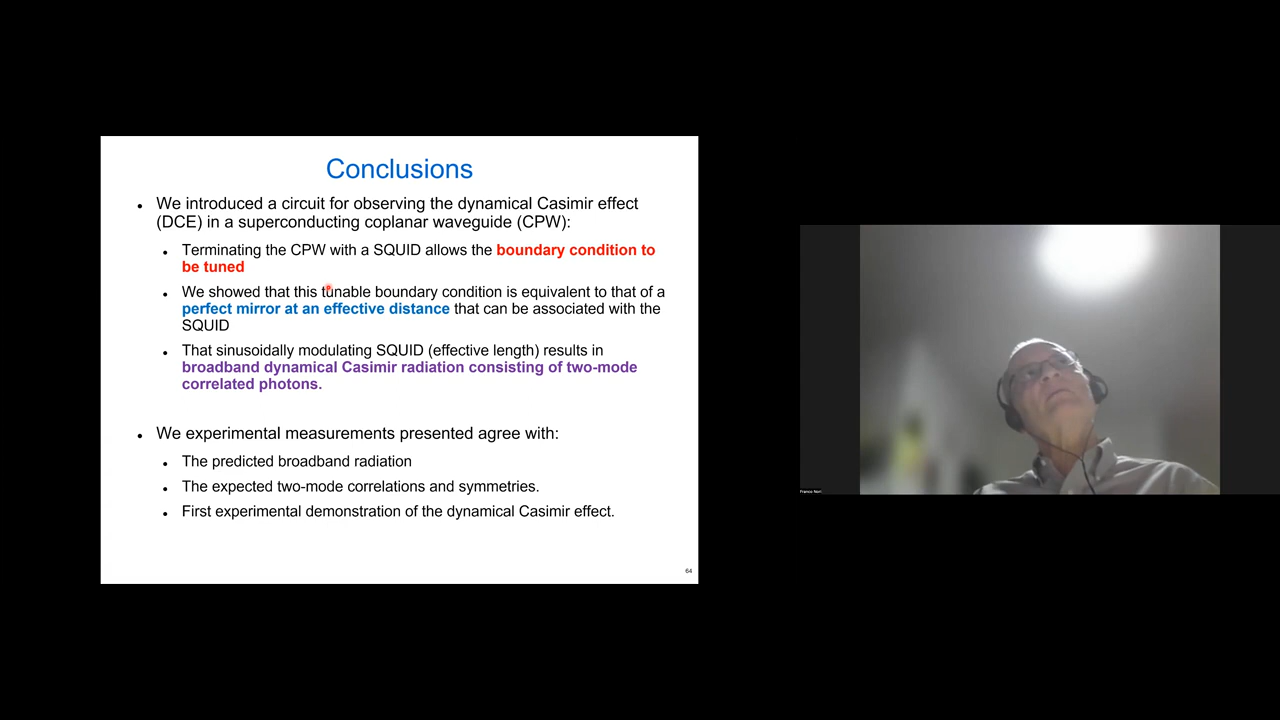 Conclusions
• We introduced a circuit for observing the dynamical Casimir effect
(DCE) in a superconducting coplanar waveguide (CPW):
• Terminating the CPW with a SQUID allows the boundary condition to
be tuned
• We showed that this tunable boundary condition is equivalent to that of a
perfect mirror at an effective distance that can be associated with the
SQUID
• That sinusoidally modulating SQUID (effective length) results in
broadband dynamical Casimir radiation consisting of two-mode
correlated photons.
• We experimental measurements presented agree with:
• The predicted broadband radiation
• The expected two-mode correlations and symmetries.
• First experimental demonstration of the dynamical Casimir effect.
64
Franco Nori